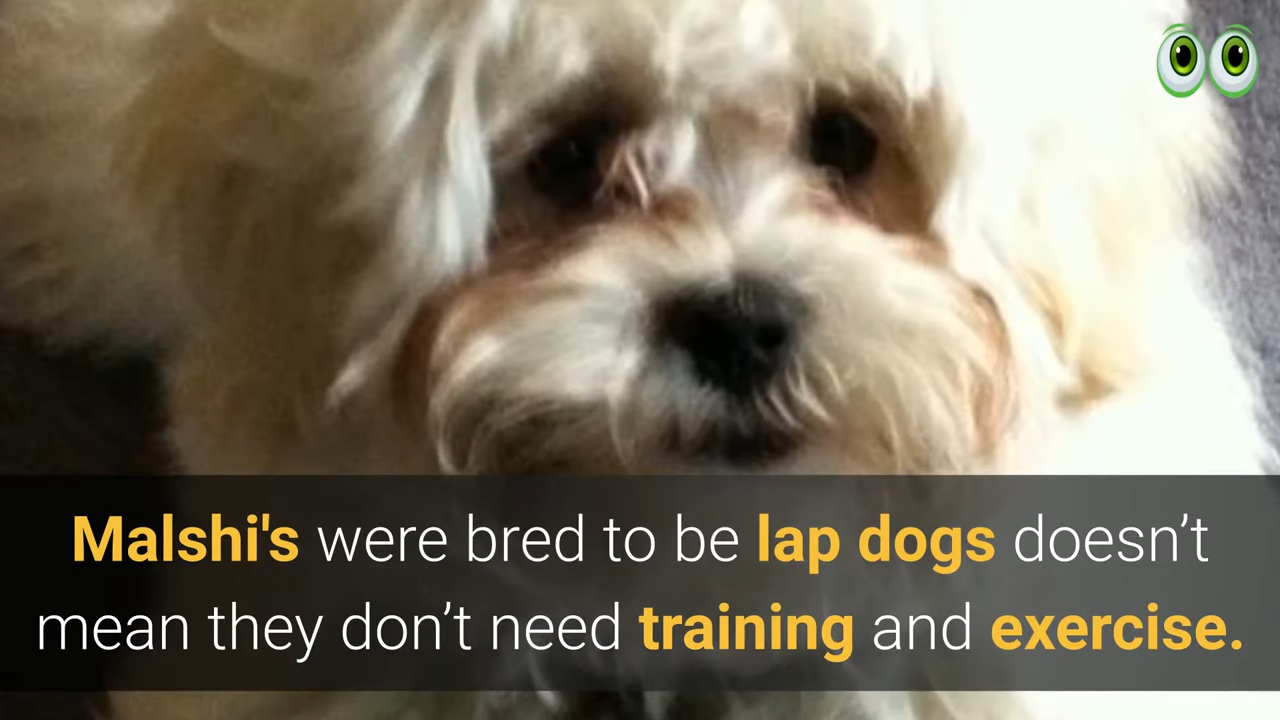 Malshi's were bred to be lap dogs doesn’t
mean they don’t need training and exercise.